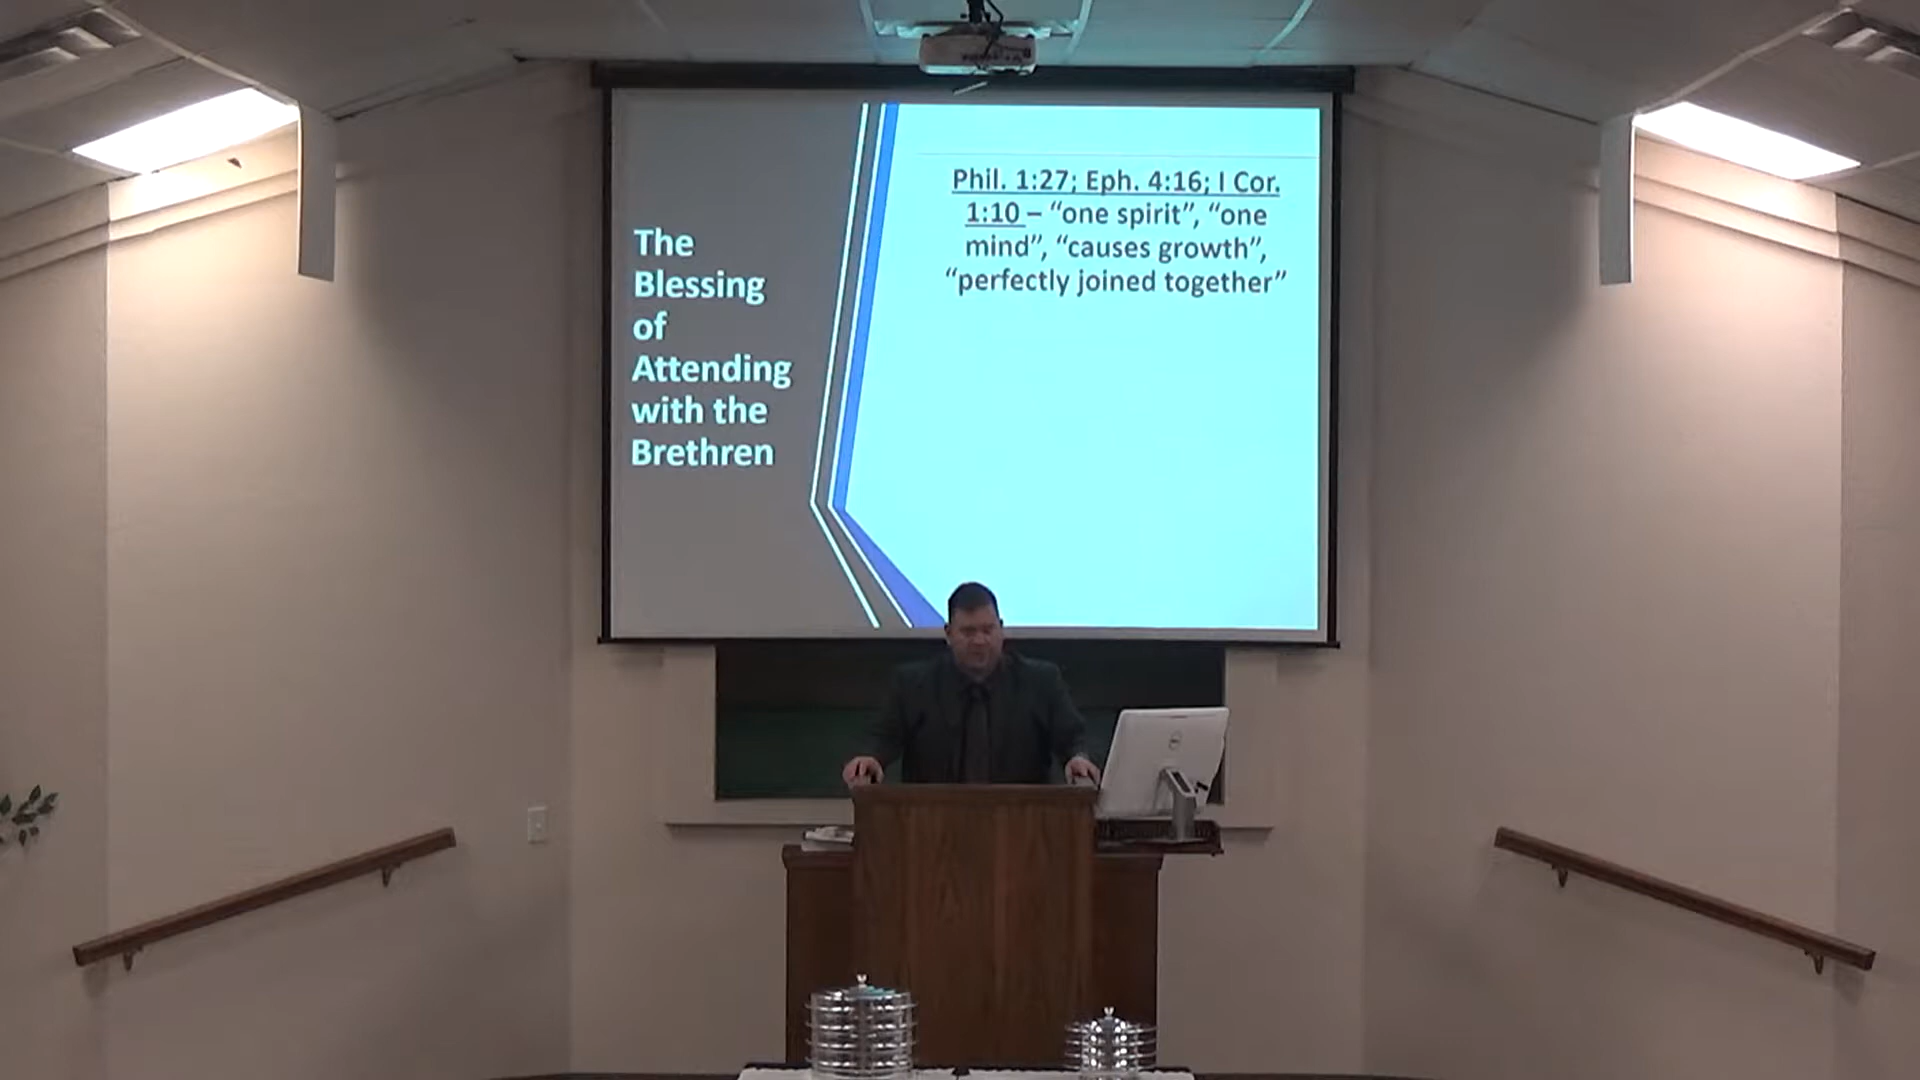 The
Blessing
of
Attending
with the
Brethren
Phil. 1:27; Eph. 4:16; I Cor.
1:10 – “one spirit”, “one
mind”, “causes growth”,
“perfectly joined together”